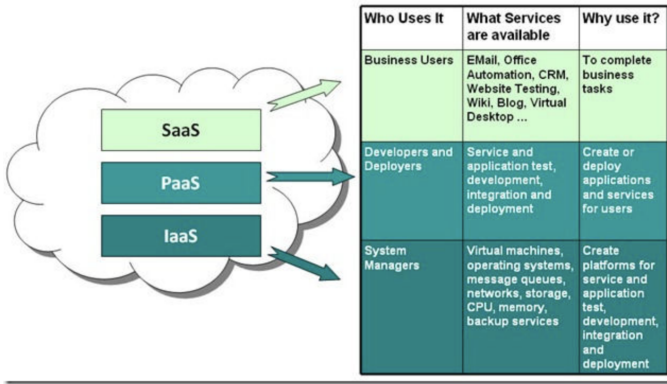 SaaS
PaaS
IaaS
Who Uses It
What Services
are available
Why use it?
Business Users
EMail, Office
Automation, CRM,
Website Testing,
Wiki, Blog, Virtual
Desktop ...
To complete
business
tasks
Developers and
Deployers
Service and
application test,
development,
integration and
deployment
Create or
deploy
applications
and services
for users
System
Managers
Virtual machines,
operating systems,
message queues,
networks, storage,
CPU, memory,
backup services
Create
platforms for
service and
application
test,
development,
integration
and
deployment